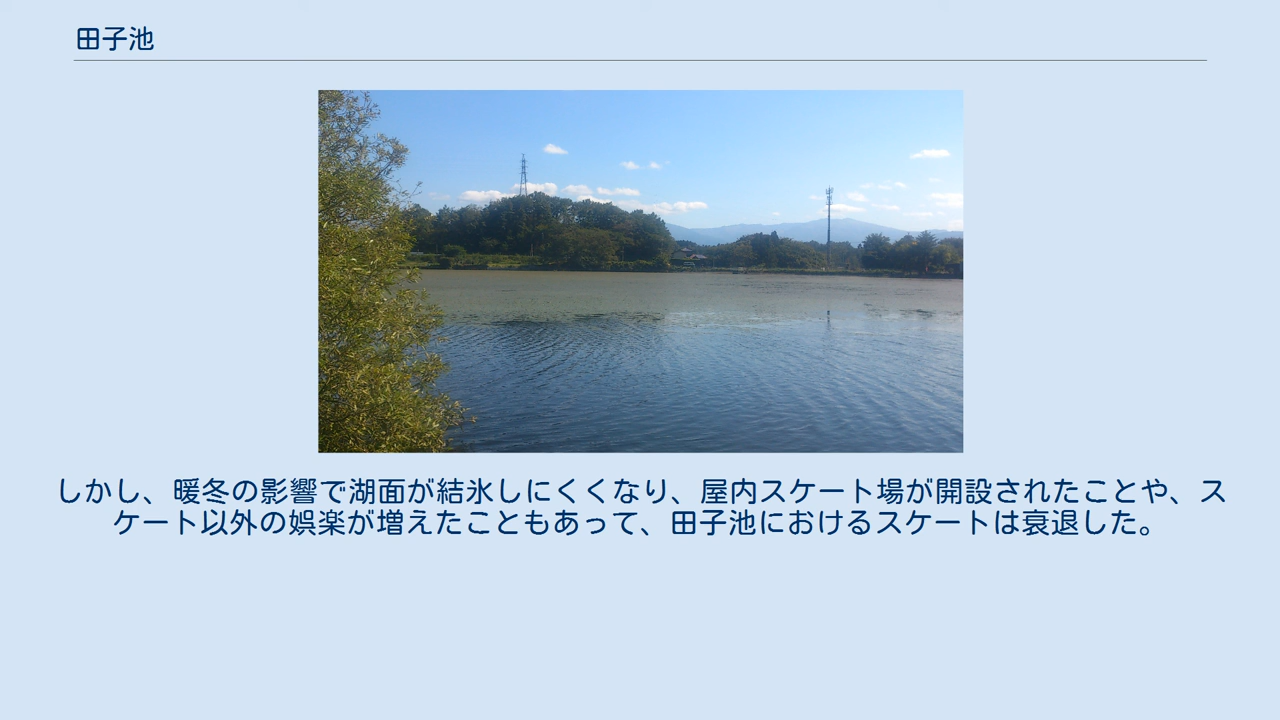 田子池
しかし、暖冬の影響で湖面が結氷しにくくなり、屋内スケート場が開設されたことや、ス
ケート以外の娯楽が増えたこともあって、田子池におけるスケートは衰退した。